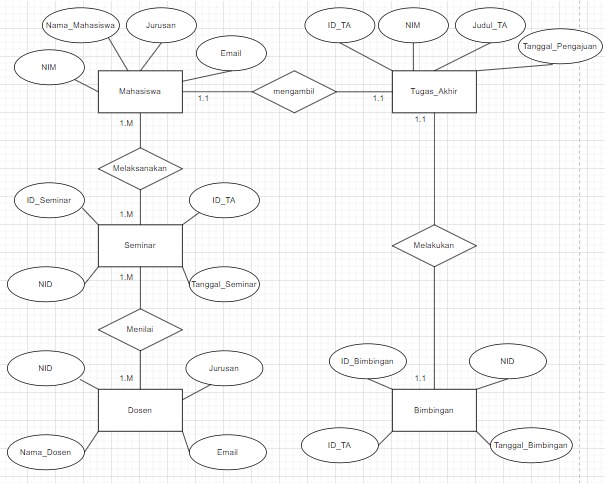 Nama_Mahasiswa
Jurusan
NIM
Email
Mahasiswa
1.1
mengambil
1.1
ID_TA
NIM
Judul_TA
Tanggal_Pengajuan
Tugas_Akhir
1.M
1.1
Melaksanakan
1.M
ID_Seminar
ID_TA
Seminar
Melakukan
NID
1.M
Tanggal_Seminar
Menilai
1.M
NID
Jurusan
Dosen
Nama_Dosen
Email
1.1
ID_Bimbingan
NID
Bimbingan
ID_TA
Tanggal_Bimbingan